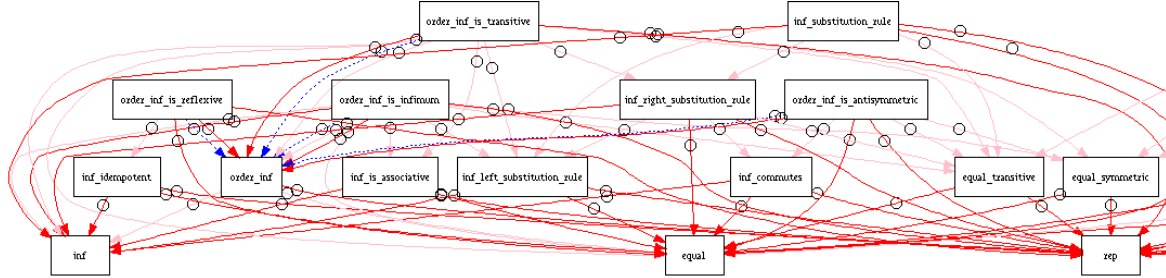 order_inf_is_transitive
inf_substitution_rule
order_inf_is_reflexive
order_inf_is_infimum
inf_right_substitution_rule
order_inf_is_antisymmetric
inf_idempotent
order_inf
inf_is_associative
inf_left_substitution_rule
inf_commutes
equal_transitive
equal_symmetric
inf
equal
rep